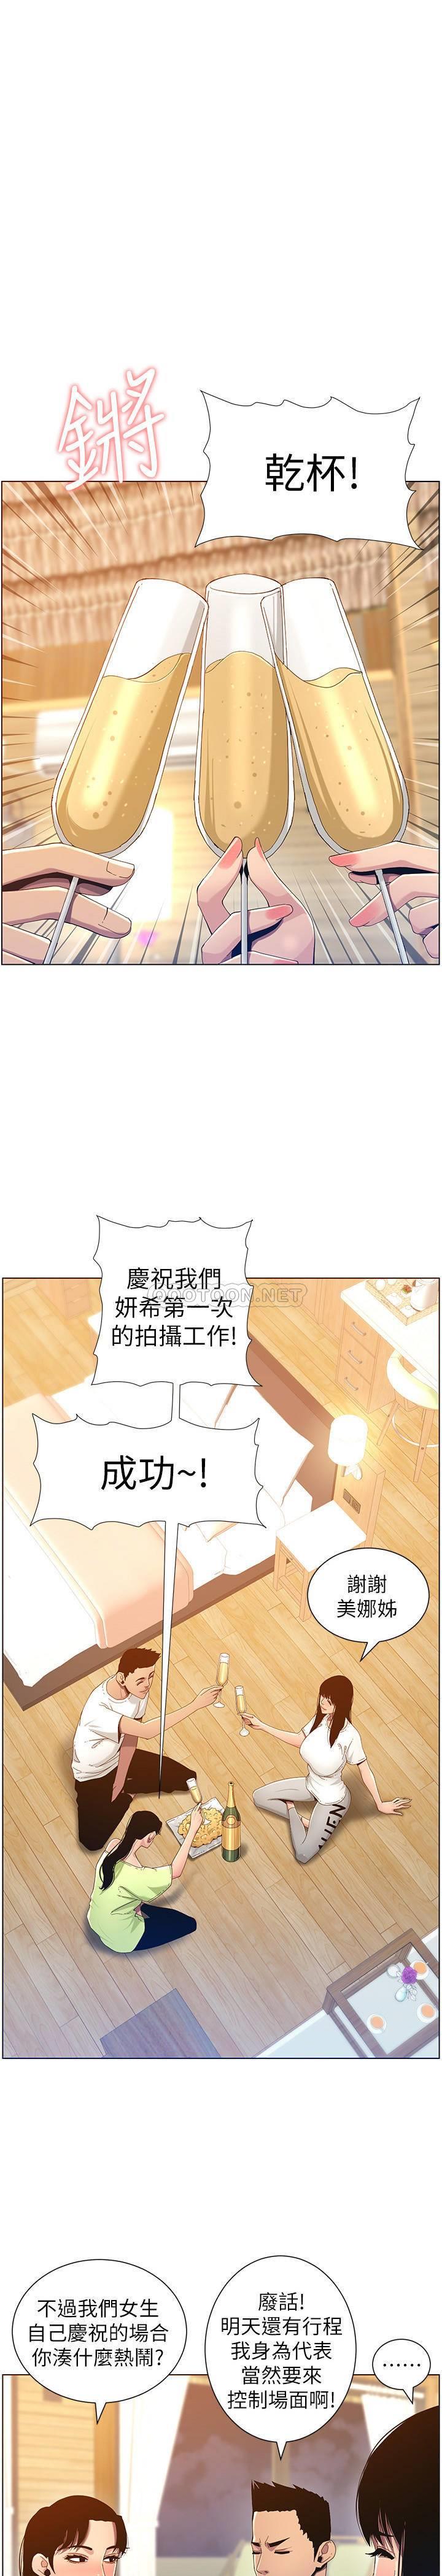 鏘
乾杯!
慶祝我們
妍希第一次
的拍攝工作!
TOPTOON.NET
成功~!
謝謝
美娜姊
ALIEN
不過我們女生
自己慶祝的場合
你湊什麼熱鬧?
廢話!
明天還有行程
我身為代表
當然要來
控制場面啊!
……